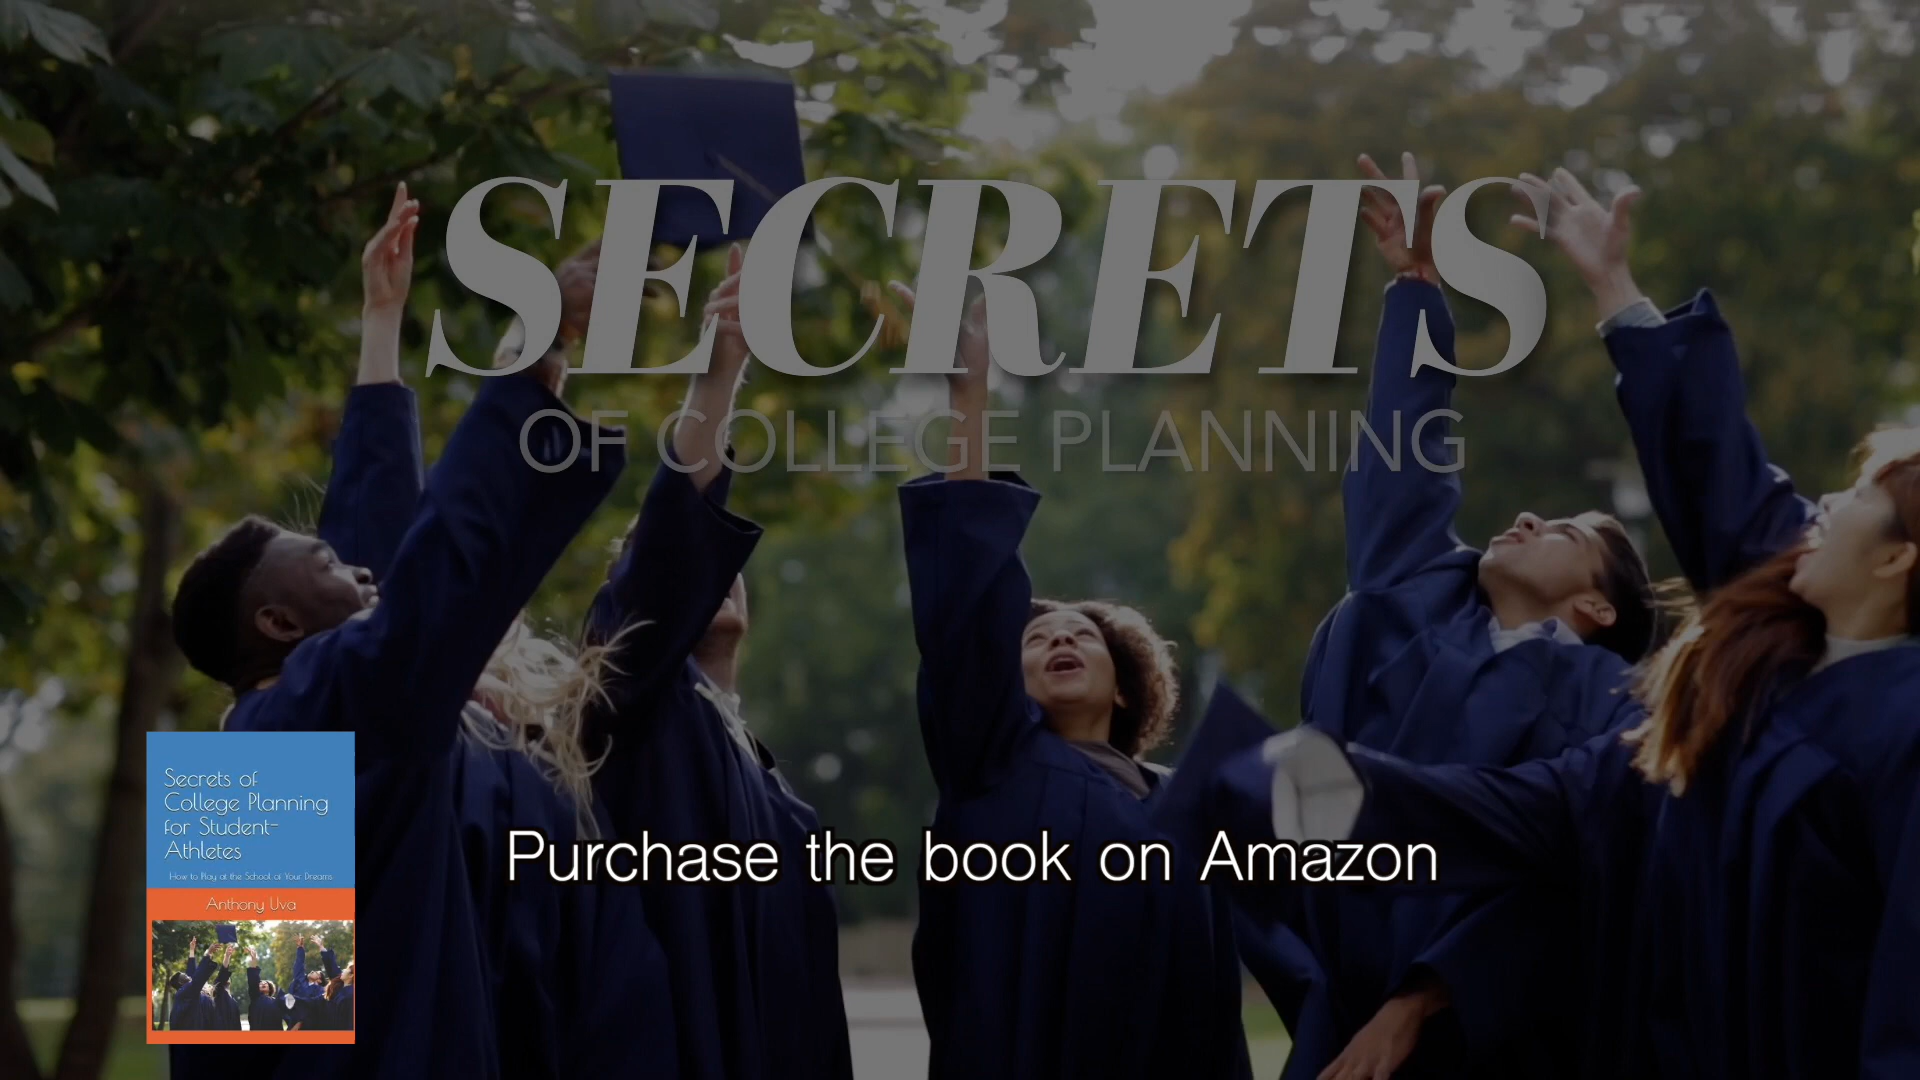 SECRETS
OF COLLEGE PLANNING
Secrets of
College Planning
for Student-
Athletes
How to Play at the School of Your Dreams
Anthony Uva
Purchase the book on Amazon